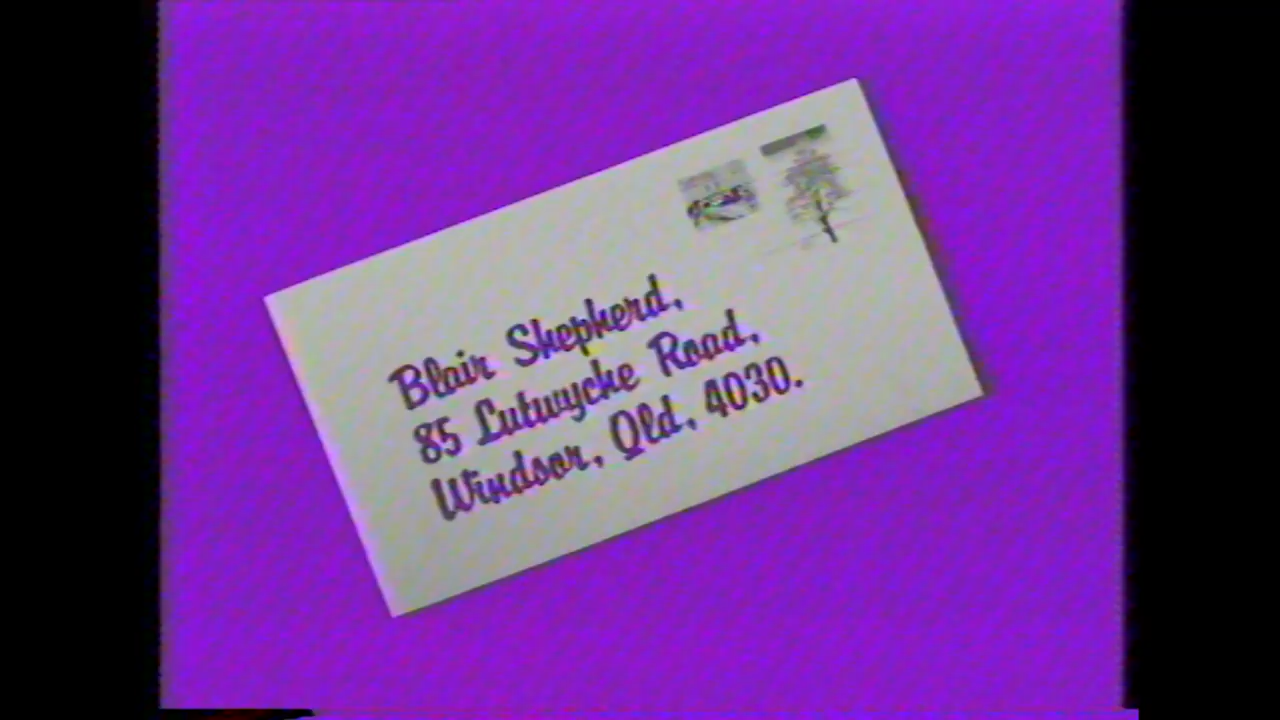 Blair Shepherd,
85 Lutwyche Road,
Windsor, Qld, 4030.